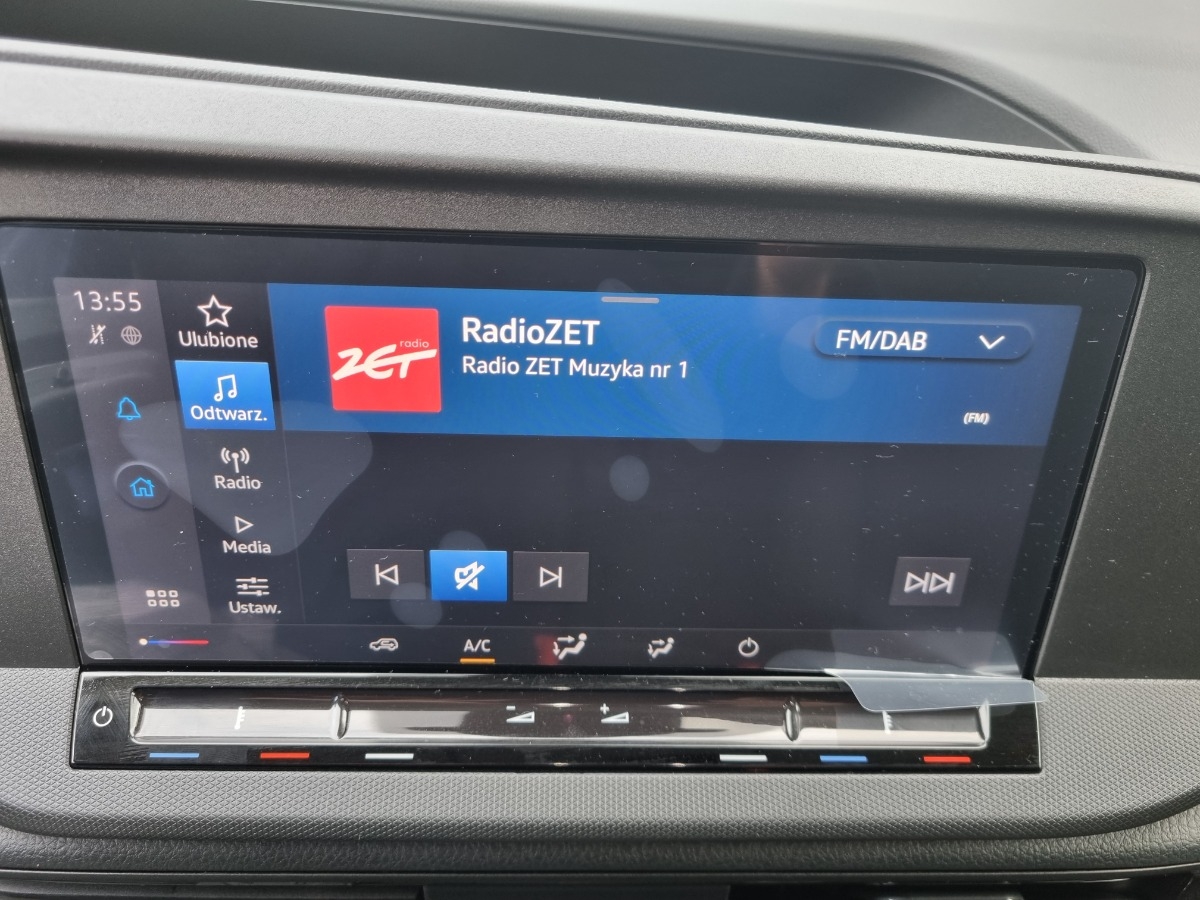 13:55
Ulubione
Odtwarz.
Radio
Media
Ustaw.
radio
ZET
RadioZET
Radio ZET Muzyka nr 1
FM/DAB
(FM)
A/C
- +